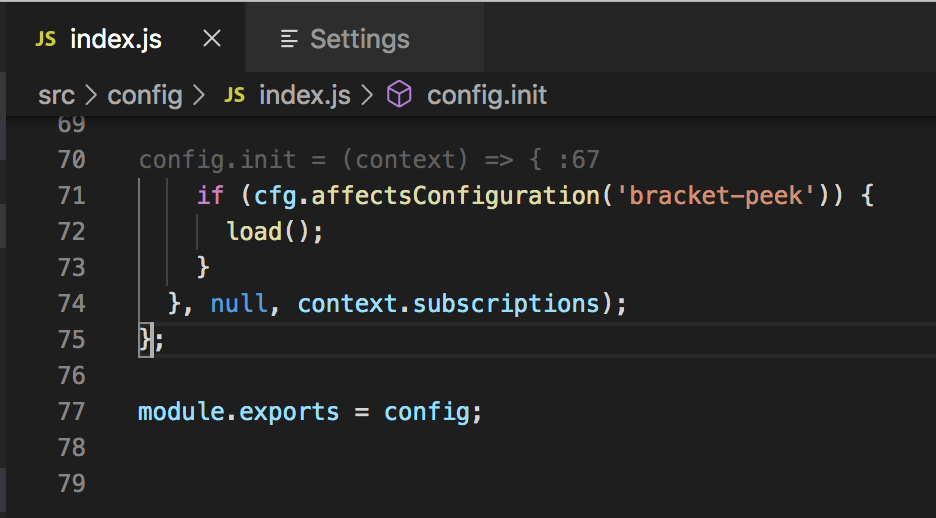 JS index.js × Settings
src > config > JS index.js > config.init
69
70 config.init = (context) => { :67
71 if (cfg.affectsConfiguration('bracket-peek')) {
72 load();
73 }
74 }, null, context.subscriptions);
75 };
76
77 module.exports = config;
78
79